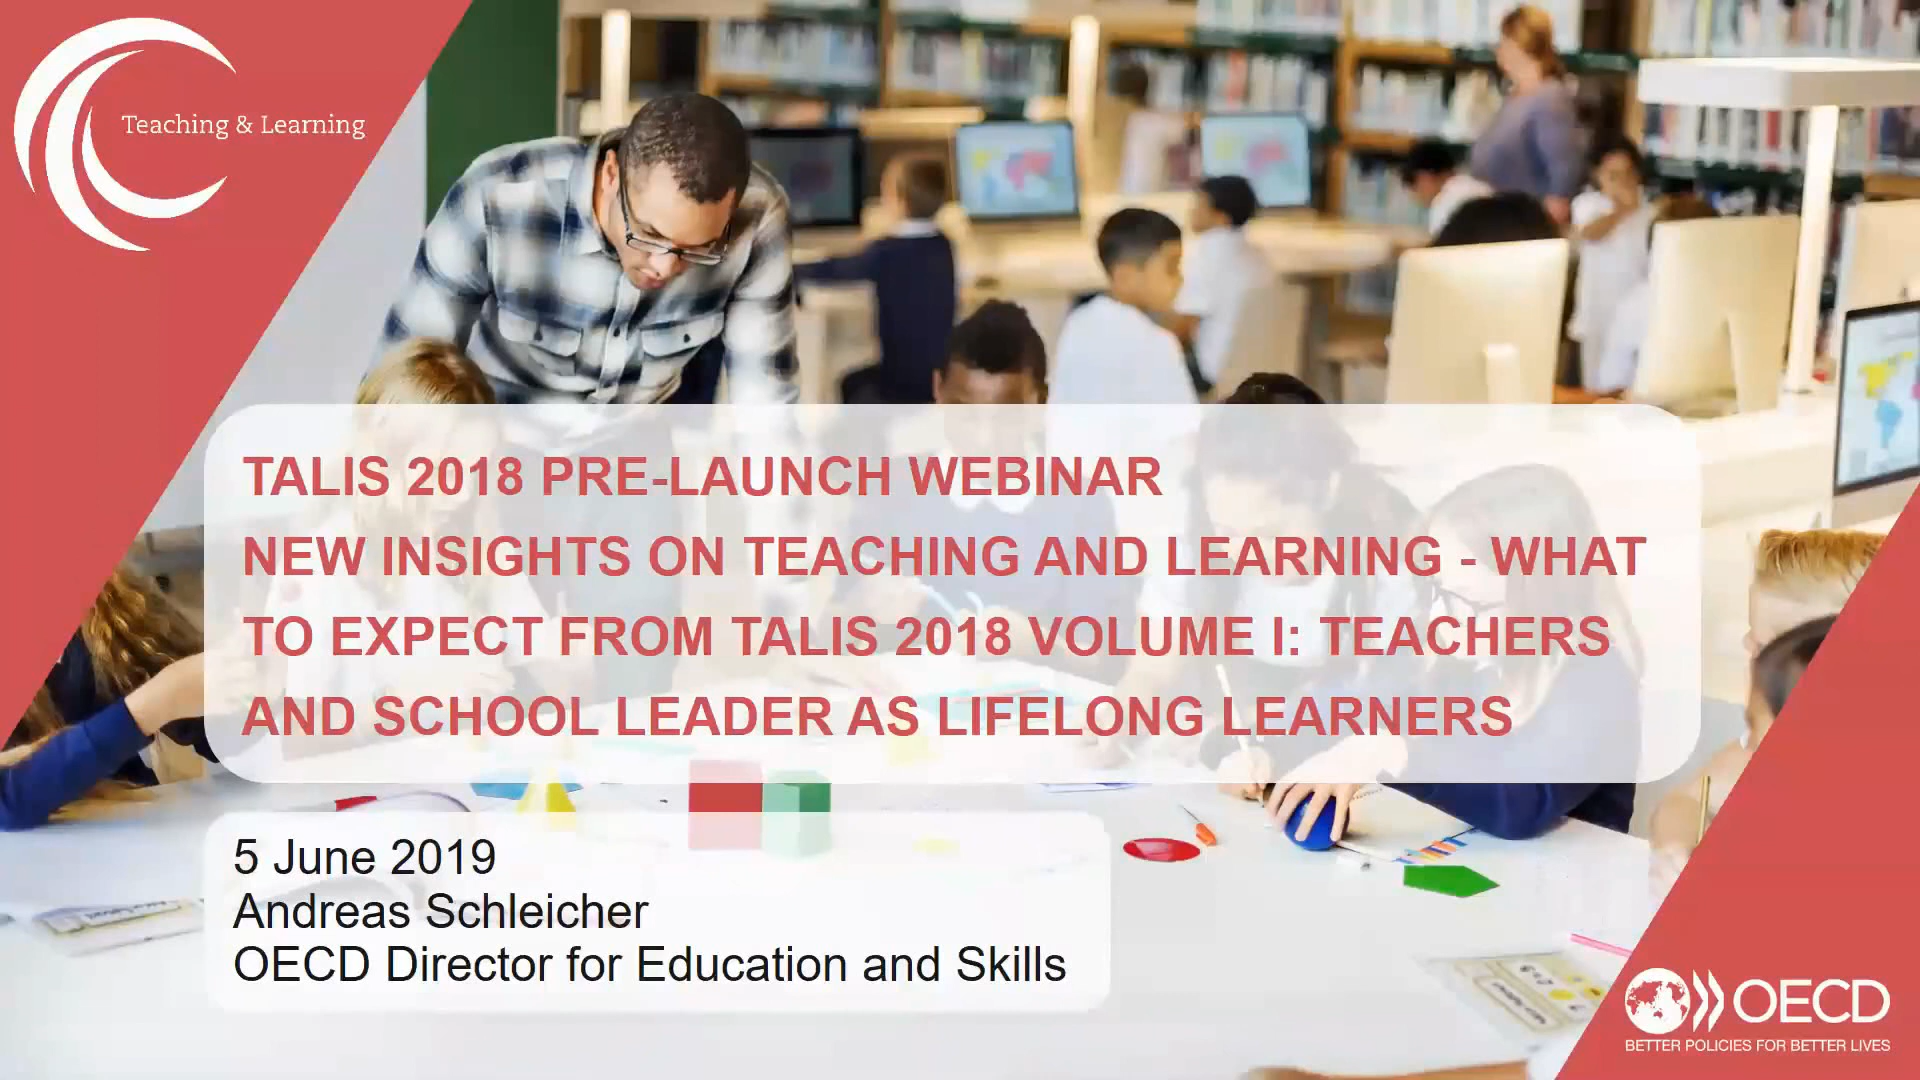 Teaching & Learning
TALIS 2018 PRE-LAUNCH WEBINAR
NEW INSIGHTS ON TEACHING AND LEARNING - WHAT
TO EXPECT FROM TALIS 2018 VOLUME I: TEACHERS
AND SCHOOL LEADER AS LIFELONG LEARNERS
5 June 2019
Andreas Schleicher
OECD Director for Education and Skills
OECD
BETTER POLICIES FOR BETTER LIVES